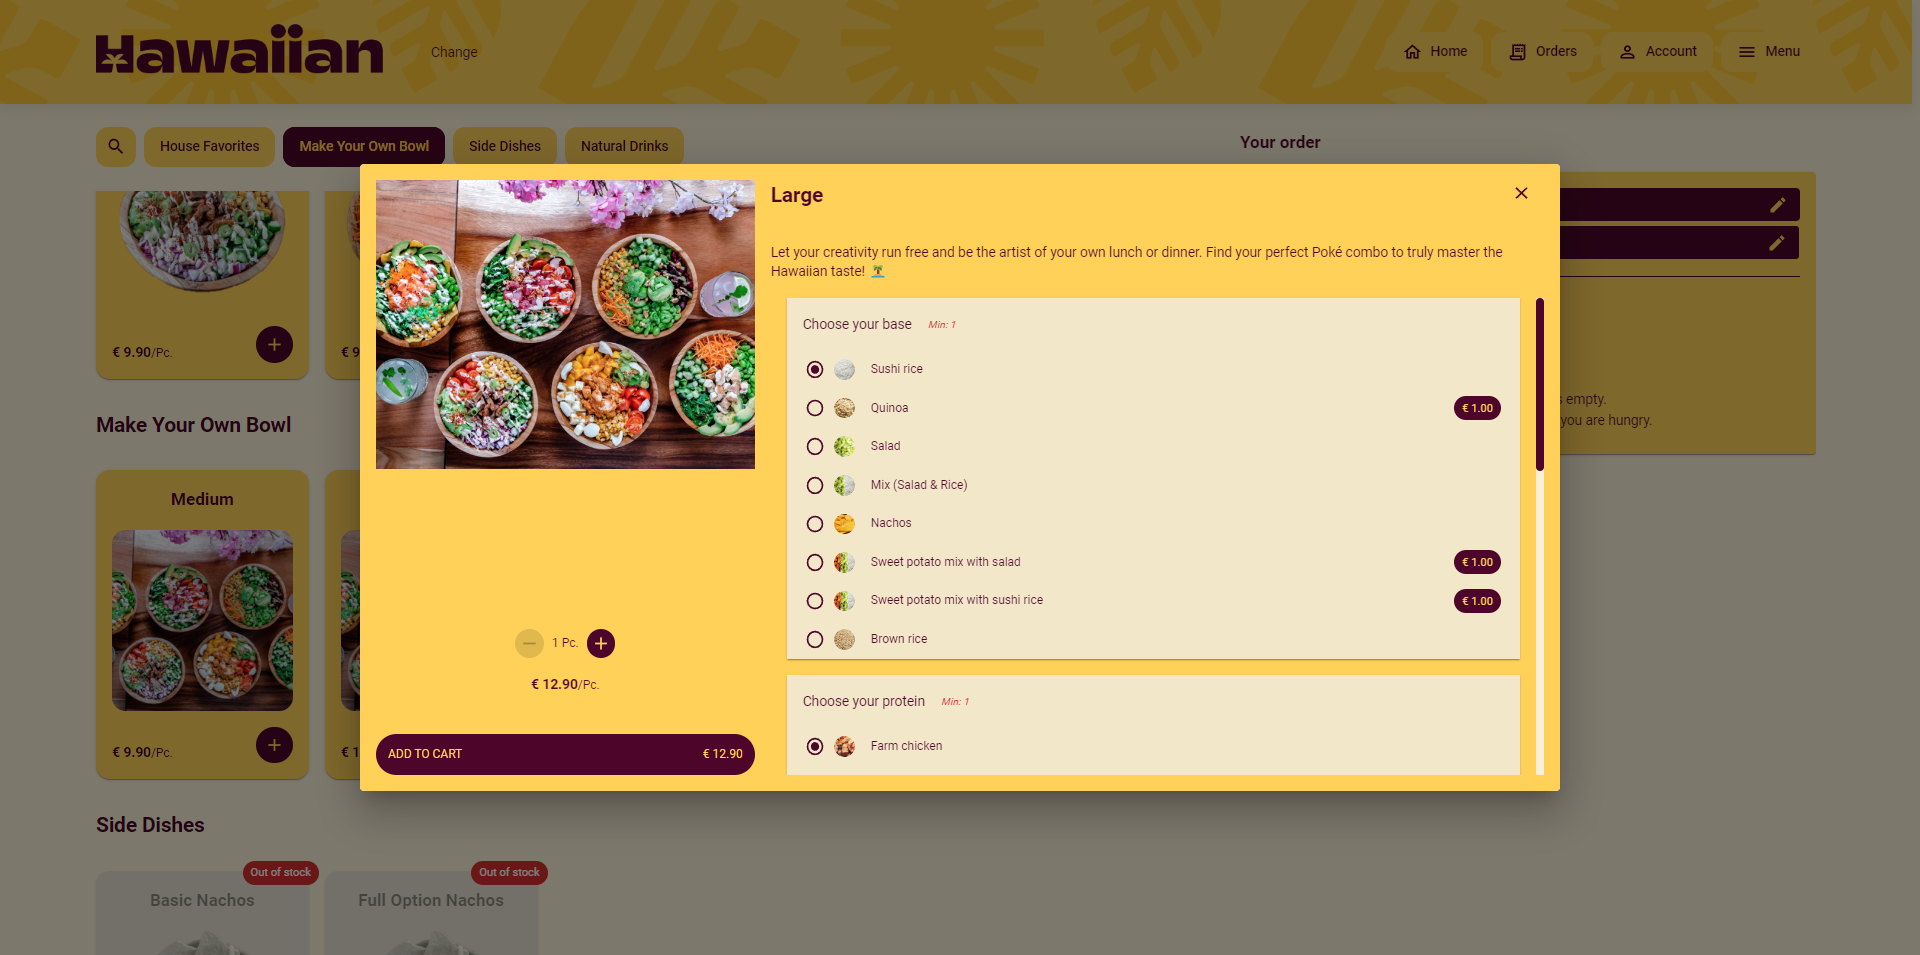 Hawaiian
Change
Home
Orders
Account
Menu
House Favorites
Make Your Own Bowl
Side Dishes
Natural Drinks
Your order
€ 9.90/Pc.
€ 9
Make Your Own Bowl
Medium
€ 9.90/Pc.
€ 1
Side Dishes
Out of stock
Basic Nachos
Out of stock
Full Option Nachos
s empty.
you are hungry.
Large
Let your creativity run free and be the artist of your own lunch or dinner. Find your perfect Poké combo to truly master the
Hawaiian taste! 🏝️
Choose your base Min: 1
Sushi rice
Quinoa € 1.00
Salad
Mix (Salad & Rice)
Nachos
Sweet potato mix with salad € 1.00
Sweet potato mix with sushi rice € 1.00
Brown rice
Choose your protein Min: 1
Farm chicken
1 Pc.
€ 12.90/Pc.
ADD TO CART € 12.90